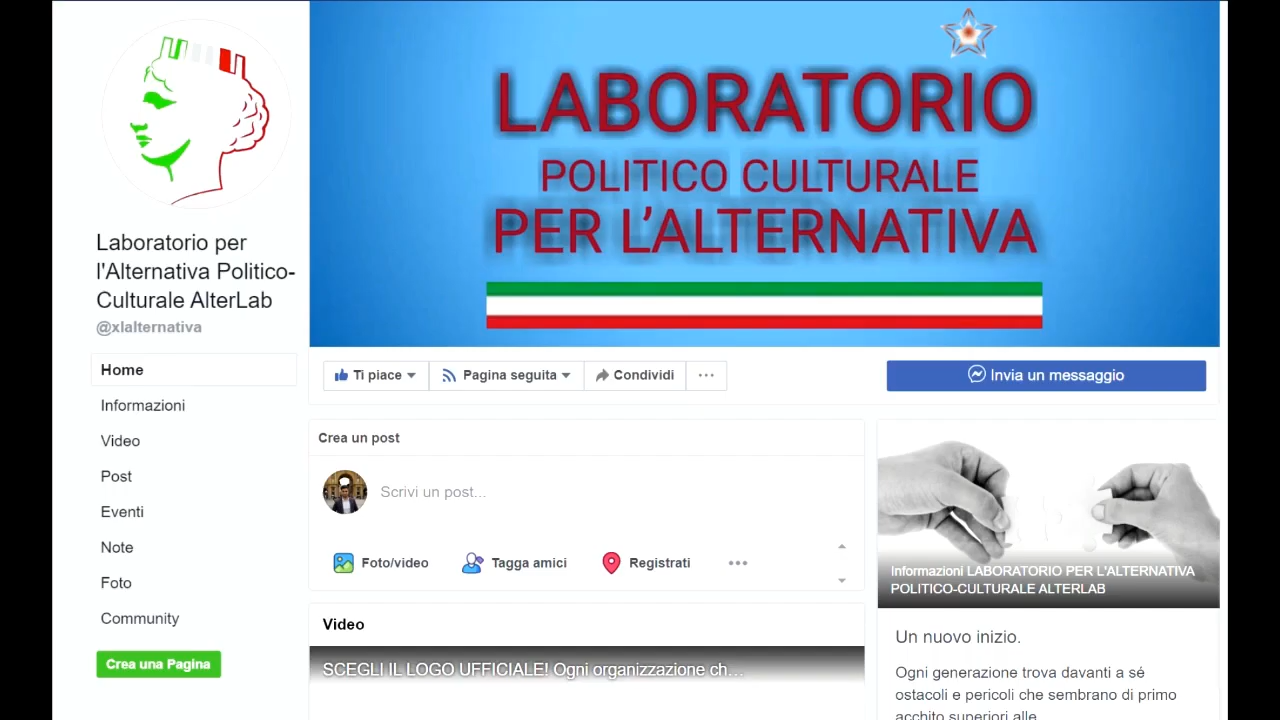 LABORATORIO
POLITICO CULTURALE
PER L'ALTERNATIVA
Laboratorio per
l'Alternativa Politico-
Culturale AlterLab
@xlalternativa
Home
Informazioni
Video
Post
Eventi
Note
Foto
Community
Crea una Pagina
Ti piace
Pagina seguita
Condividi
Invia un messaggio
Crea un post
Scrivi un post...
Foto/video
Tagga amici
Registrati
Video
SCEGLI IL LOGO UFFICIALE! Ogni organizzazione ch...
Informazioni LABORATORIO PER L'ALTERNATIVA
POLITICO-CULTURALE ALTERLAB
Un nuovo inizio.
Ogni generazione trova davanti a sé
ostacoli e pericoli che sembrano di primo
acchito superiori alle